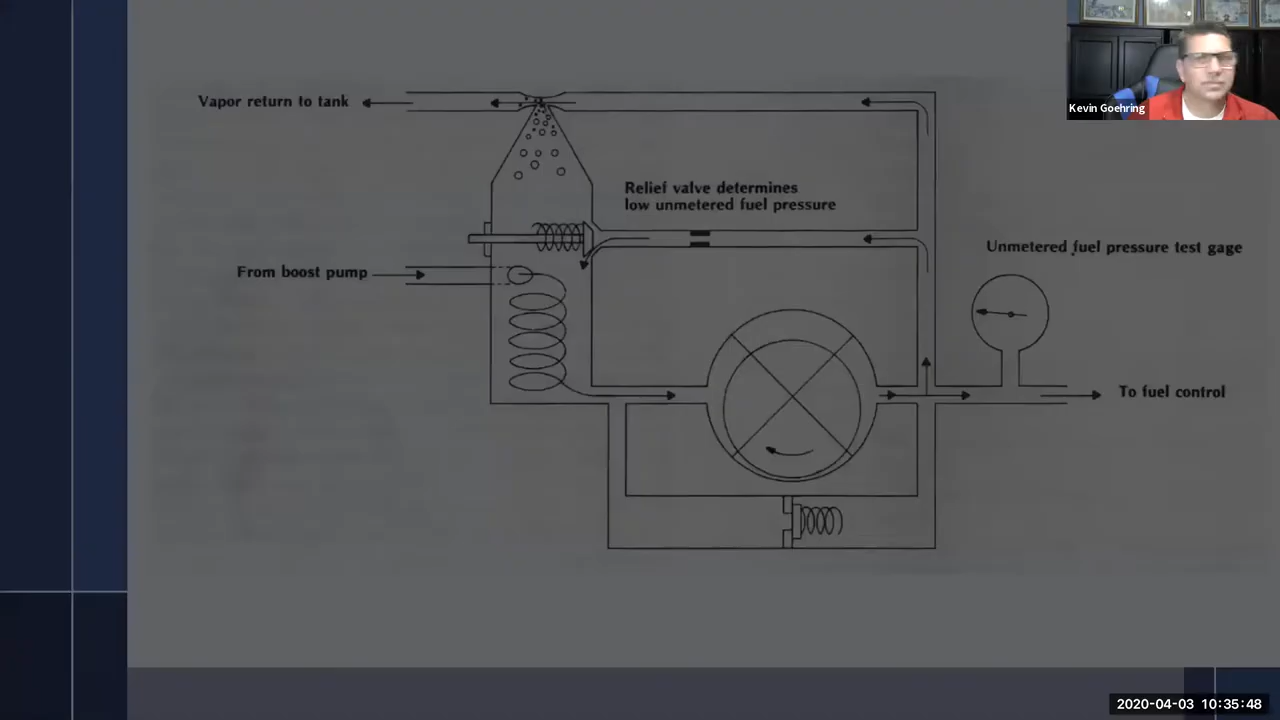 Kevin Goehring
Vapor return to tank
Relief valve determines
low unmetered fuel pressure
Unmetered fuel pressure test gage
From boost pump
To fuel control
2020-04-03 10:35:48